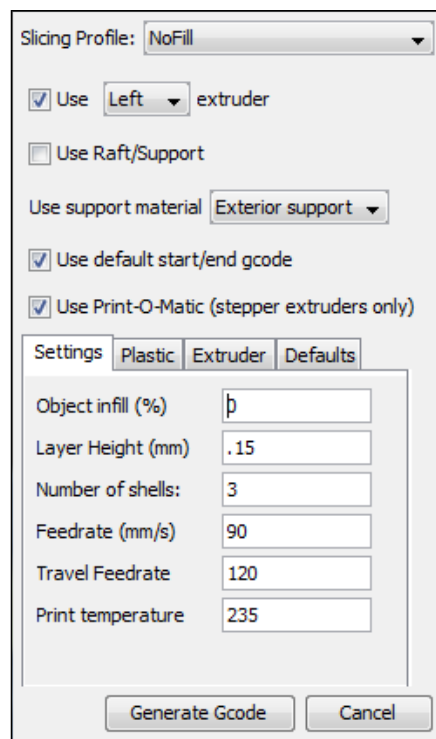 Slicing Profile: NoFill
Use Left extruder
Use Raft/Support
Use support material Exterior support
Use default start/end gcode
Use Print-O-Matic (stepper extruders only)
Settings Plastic Extruder Defaults
Object infill (%) 0
Layer Height (mm) .15
Number of shells: 3
Feedrate (mm/s) 90
Travel Feedrate 120
Print temperature 235
Generate Gcode Cancel